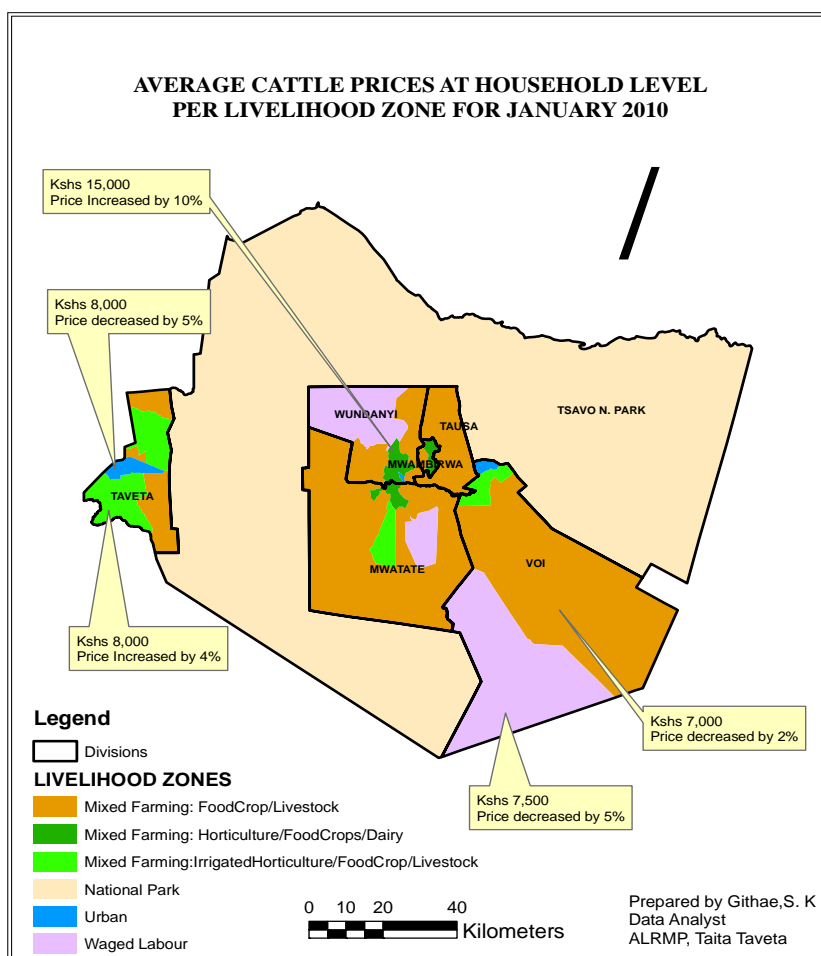 AVERAGE CATTLE PRICES AT HOUSEHOLD LEVEL
PER LIVELIHOOD ZONE FOR JANUARY 2010
Kshs 15,000
Price Increased by 10%
Kshs 8,000
Price decreased by 5%
WUNDANYI
TAUSA
TSAVO N. PARK
MWAMBIRWA
TAVETA
MWATATE
VOI
Kshs 8,000
Price Increased by 4%
Kshs 7,000
Price decreased by 2%
Kshs 7,500
Price decreased by 5%
Legend
Divisions
LIVELIHOOD ZONES
Mixed Farming: FoodCrop/Livestock
Mixed Farming: Horticulture/FoodCrops/Dairy
Mixed Farming:IrrigatedHorticulture/FoodCrop/Livestock
National Park
Urban
Waged Labour
0 10 20 40
Kilometers
Prepared by Githae,S. K
Data Analyst
ALRMP, Taita Taveta